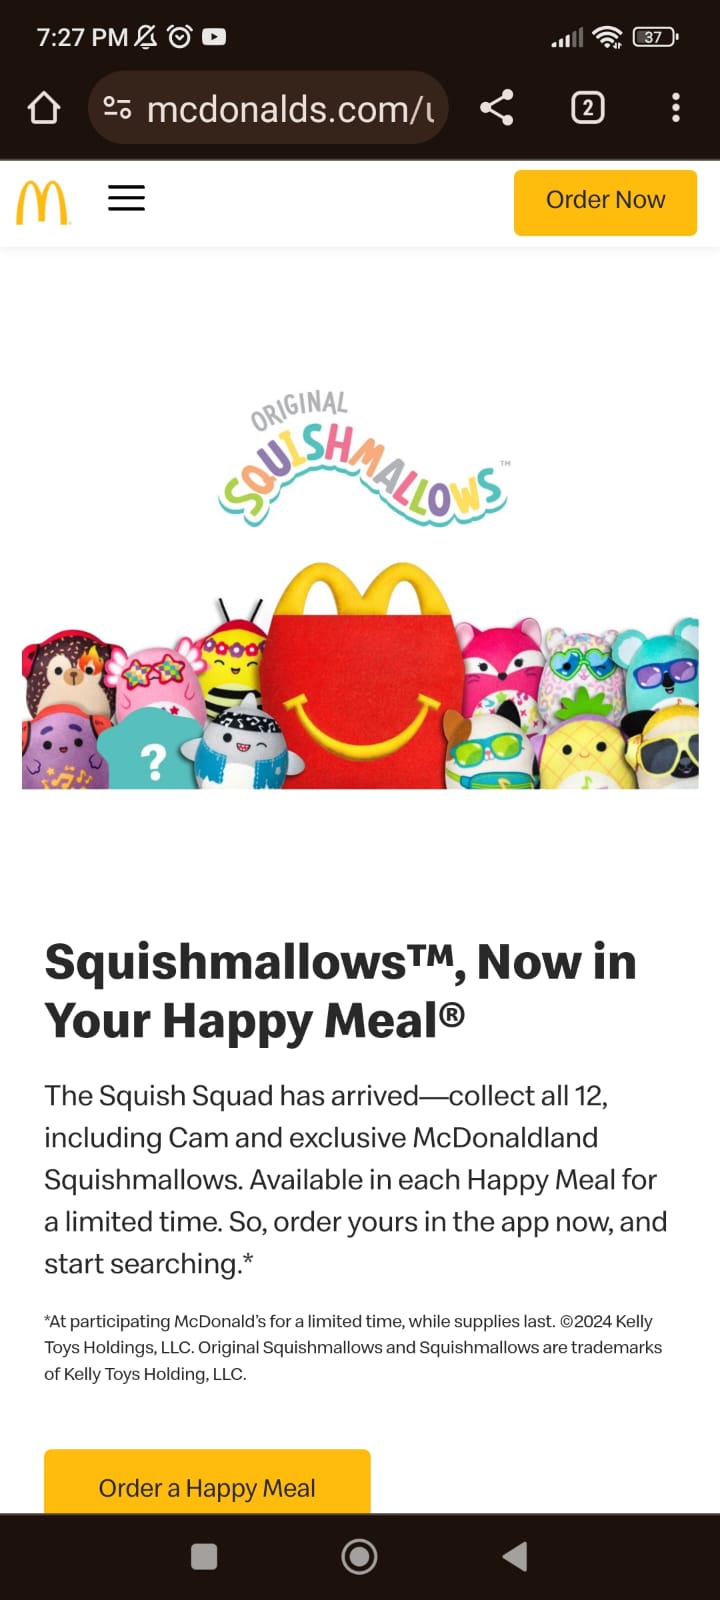 7:27 PM
37
mcdonalds.com/u
2
Order Now
ORIGINAL
SQUISHMALLOWS™
?
Squishmallows™, Now in
Your Happy Meal®
The Squish Squad has arrived—collect all 12,
including Cam and exclusive McDonaldland
Squishmallows. Available in each Happy Meal for
a limited time. So, order yours in the app now, and
start searching.*
*At participating McDonald’s for a limited time, while supplies last. ©2024 Kelly
Toys Holdings, LLC. Original Squishmallows and Squishmallows are trademarks
of Kelly Toys Holding, LLC.
Order a Happy Meal